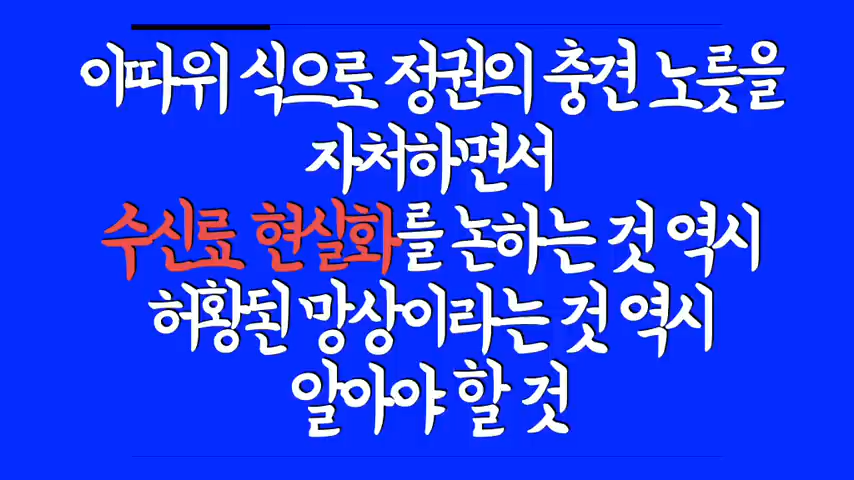 이따위 식으로 정권의 충견 노릇을
자처하면서
수신료 현실화를 논하는 것 역시
허황된 망상이라는 것 역시
알아야 할 것